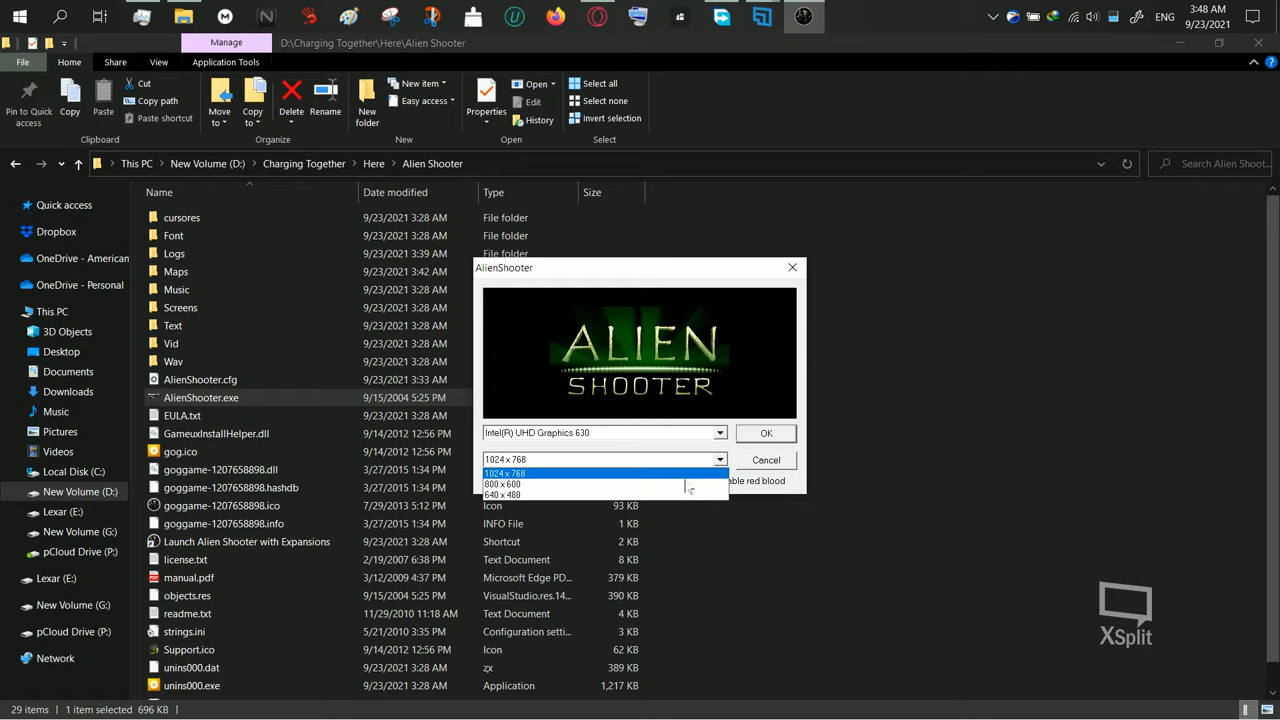 3:48 AM
ENG
9/23/2021
Manage
D:\Charging Together\Here\Alien Shooter
File
Home
Share
View
Application Tools
Pin to Quick access
Copy
Paste
Cut
Copy path
Paste shortcut
Move to
Copy to
Delete
Rename
New folder
New item
Easy access
Properties
Open
Edit
History
Select all
Select none
Invert selection
Clipboard
Organize
New
Open
Select
This PC > New Volume (D:) > Charging Together > Here > Alien Shooter
Search Alien Shoot...
Name
Date modified
Type
Size
Quick access
Dropbox
OneDrive - American
OneDrive - Personal
This PC
3D Objects
Desktop
Documents
Downloads
Music
Pictures
Videos
Local Disk (C:)
New Volume (D:)
Lexar (E:)
New Volume (G:)
pCloud Drive (P:)
Lexar (E:)
New Volume (G:)
pCloud Drive (P:)
Network
cursores 9/23/2021 3:28 AM File folder
Font 9/23/2021 3:28 AM File folder
Logs 9/23/2021 3:39 AM File folder
Maps 9/23/2021 3:42 AM
Music 9/23/2021 3:28 AM
Screens 9/23/2021 3:28 AM
Text 9/23/2021 3:28 AM
Vid 9/23/2021 3:28 AM
Wav 9/23/2021 3:28 AM
AlienShooter.cfg 9/23/2021 3:33 AM
AlienShooter.exe 9/15/2004 5:25 PM
EULA.txt 9/23/2021 3:28 AM
GameuxInstallHelper.dll 9/14/2012 12:56 PM
gog.ico 9/14/2012 12:56 PM
goggame-1207658898.dll 9/27/2021 3:15 PM
goggame-1207658898.hashdb 3/27/2015 1:34 PM
goggame-1207658898.ico 7/29/2013 5:12 PM Icon 93 KB
goggame-1207658898.info 3/27/2015 1:34 PM INFO File 1 KB
Launch Alien Shooter with Expansions 9/23/2021 3:28 AM Shortcut 2 KB
license.txt 2/19/2007 6:38 PM Text Document 8 KB
manual.pdf 3/12/2009 4:37 PM Microsoft Edge PD... 379 KB
objects.res 9/15/2004 5:25 PM VisualStudio.res.14... 390 KB
readme.txt 11/29/2010 11:18 AM Text Document 4 KB
strings.ini 5/21/2010 3:35 PM Configuration setti... 3 KB
Support.ico 9/14/2012 12:56 PM Icon 62 KB
unins000.dat 9/23/2021 3:28 AM zx 389 KB
unins000.exe 9/23/2021 3:28 AM Application 1,217 KB
AlienShooter
ALIEN
SHOOTER
Intel(R) UHD Graphics 630
OK
1024 x 768
Cancel
1024 x 768
800 x 600
640 x 480
able red blood
XSplit
29 items
1 item selected 696 KB